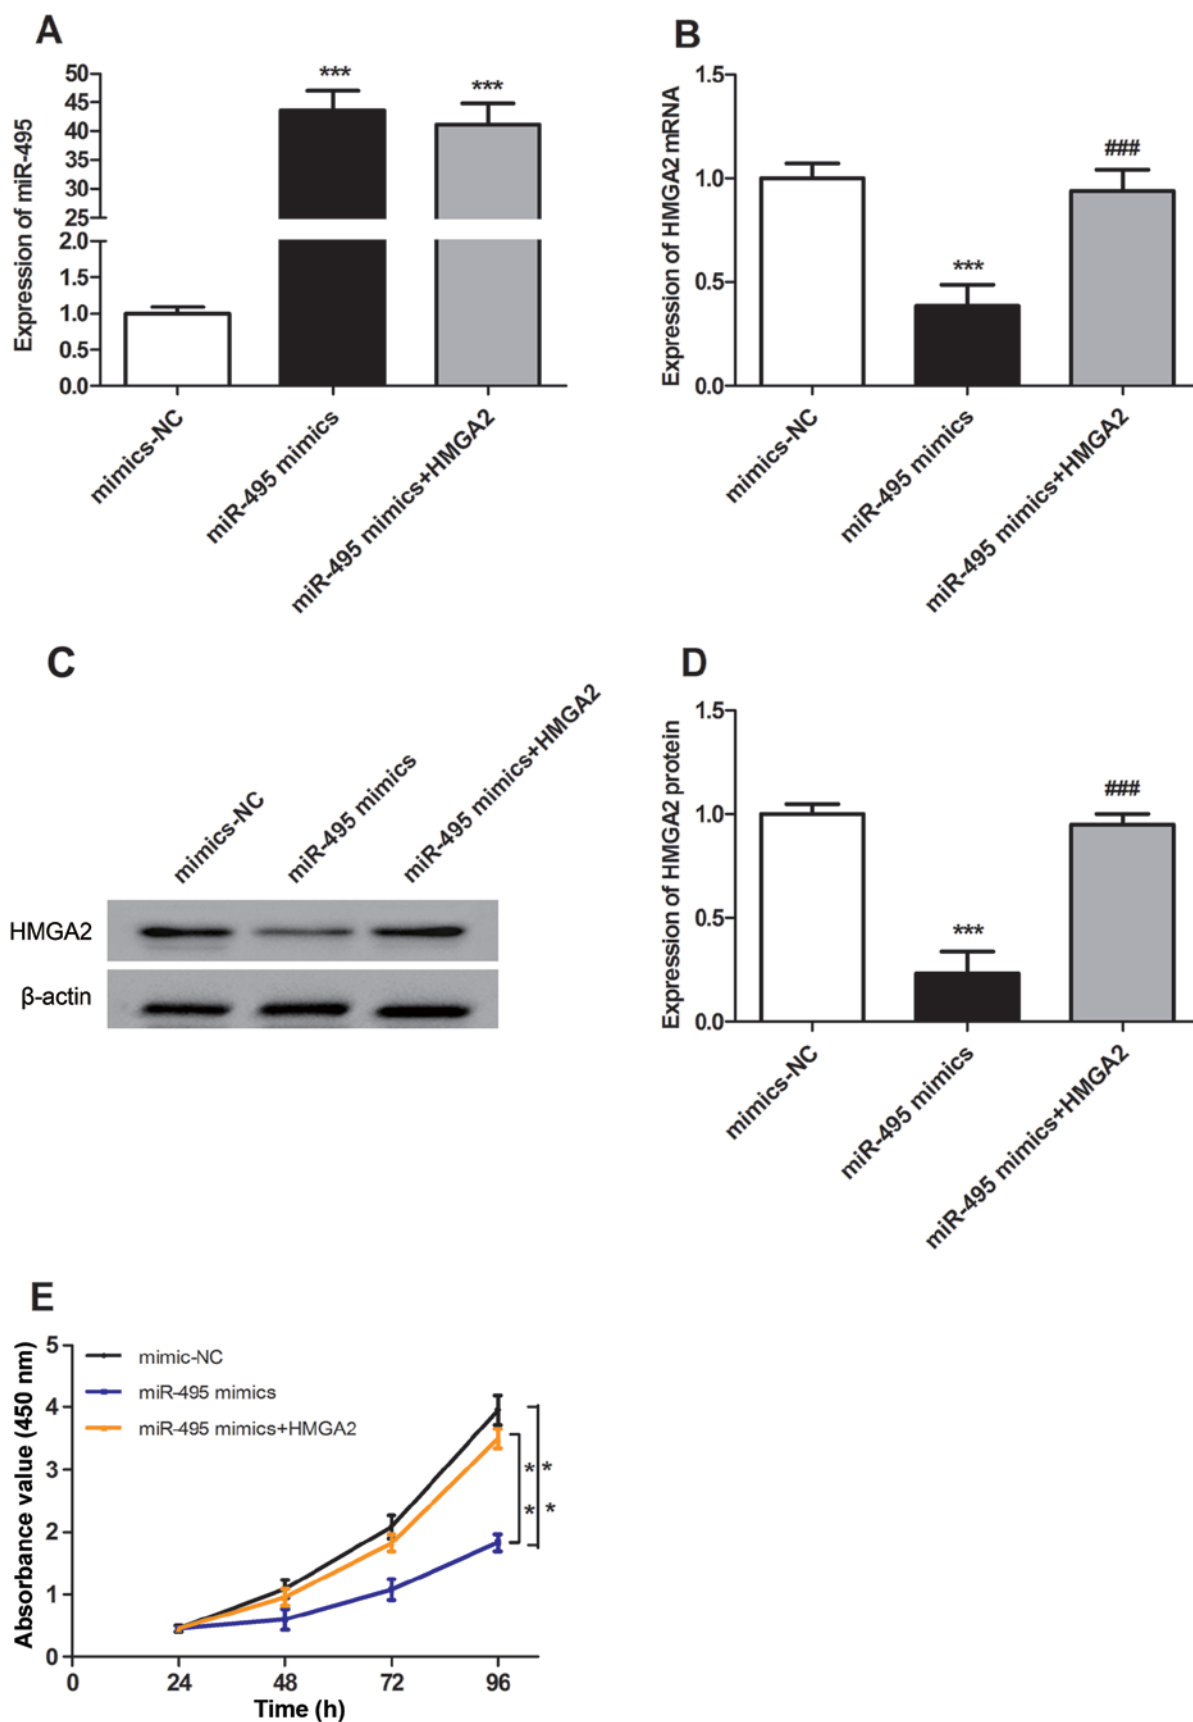 A
Expression of miR-495
50
45
40
35
30
25
2.0
1.5
1.0
0.5
0.0
***
***
mimics-NC
miR-495 mimics
miR-495 mimics+HMGA2
B
Expression of HMGA2 mRNA
1.5
1.0
0.5
0.0
***
###
mimics-NC
miR-495 mimics
miR-495 mimics+HMGA2
C
mimics-NC
miR-495 mimics
miR-495 mimics+HMGA2
HMGA2
β-actin
D
Expression of HMGA2 protein
1.5
1.0
0.5
0.0
***
###
mimics-NC
miR-495 mimics
miR-495 mimics+HMGA2
E
Absorbance value (450 nm)
5
4
3
2
1
0
mimic-NC
miR-495 mimics
miR-495 mimics+HMGA2
* *
* *
0 24 48 72 96
Time (h)